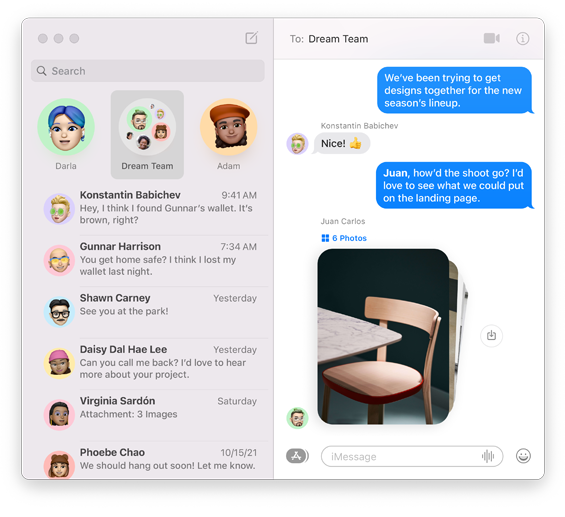 Search
Darla
Dream Team
Adam
Konstantin Babichev
9:41 AM
Hey, I think I found Gunnar's wallet. It's
brown, right?
Gunnar Harrison
7:34 AM
You get home safe? I think I lost my
wallet last night.
Shawn Carney
Yesterday
See you at the park!
Daisy Dal Hae Lee
Yesterday
Can you call me back? I'd love to hear
more about your project.
Virginia Sardón
Saturday
Attachment: 3 Images
Phoebe Chao
10/15/21
We should hang out soon! Let me know.
To: Dream Team
We've been trying to get
designs together for the new
season's lineup.
Konstantin Babichev
Nice! 👍
Juan, how'd the shoot go? I'd
love to see what we could put
on the landing page.
Juan Carlos
6 Photos
iMessage